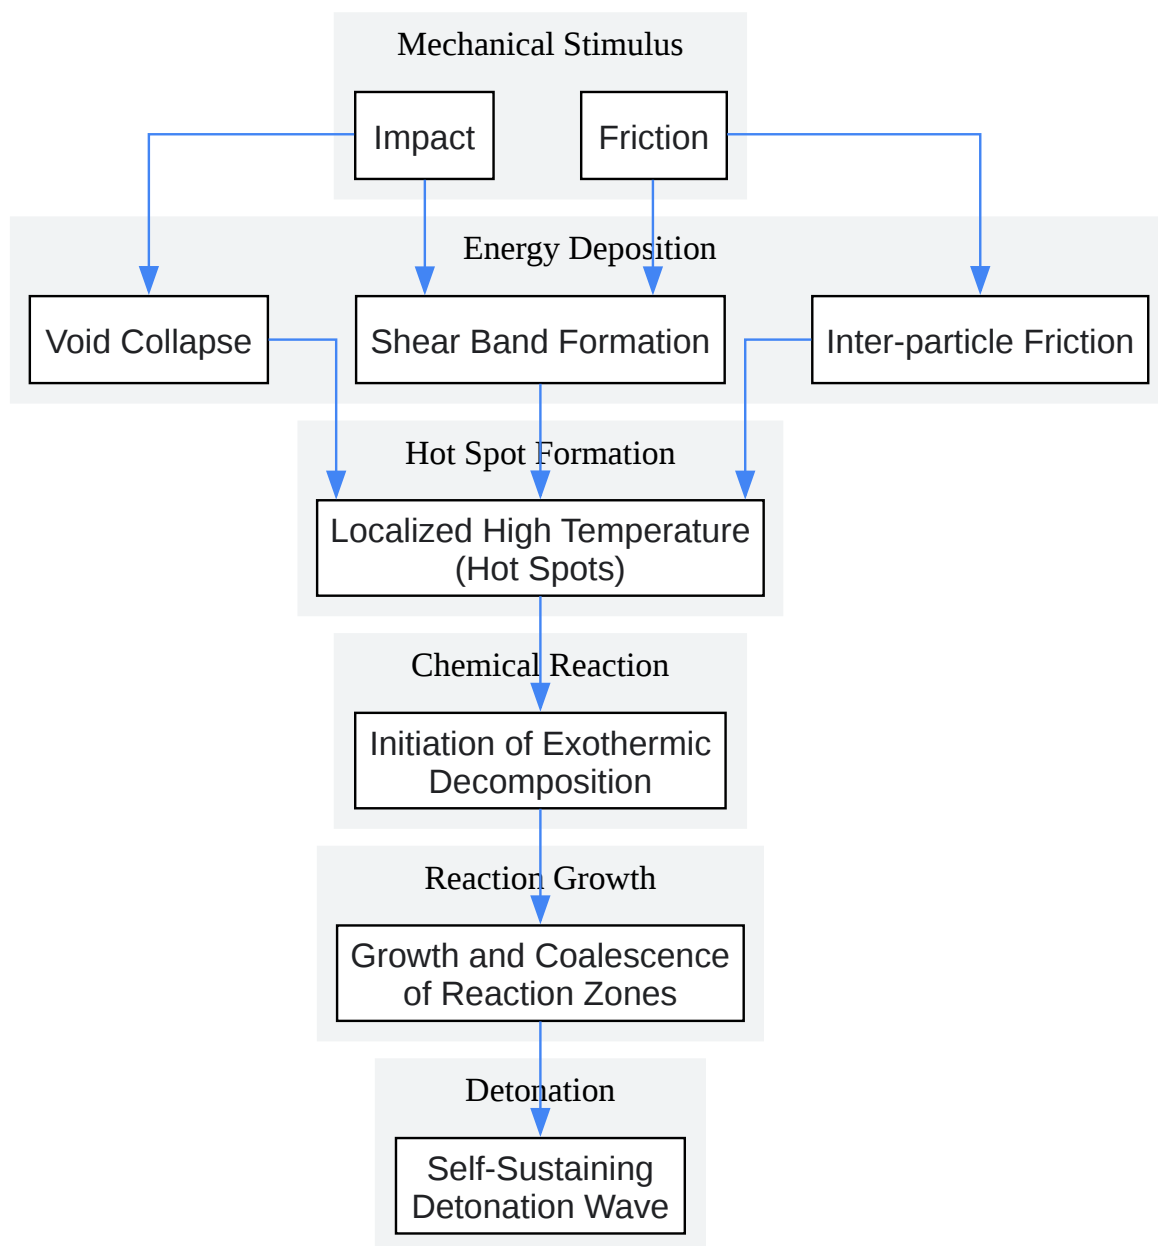 Mechanical Stimulus
Impact
Friction
Energy Deposition
Void Collapse
Shear Band Formation
Inter-particle Friction
Hot Spot Formation
Localized High Temperature
(Hot Spots)
Chemical Reaction
Initiation of Exothermic
Decomposition
Reaction Growth
Growth and Coalescence
of Reaction Zones
Detonation
Self-Sustaining
Detonation Wave